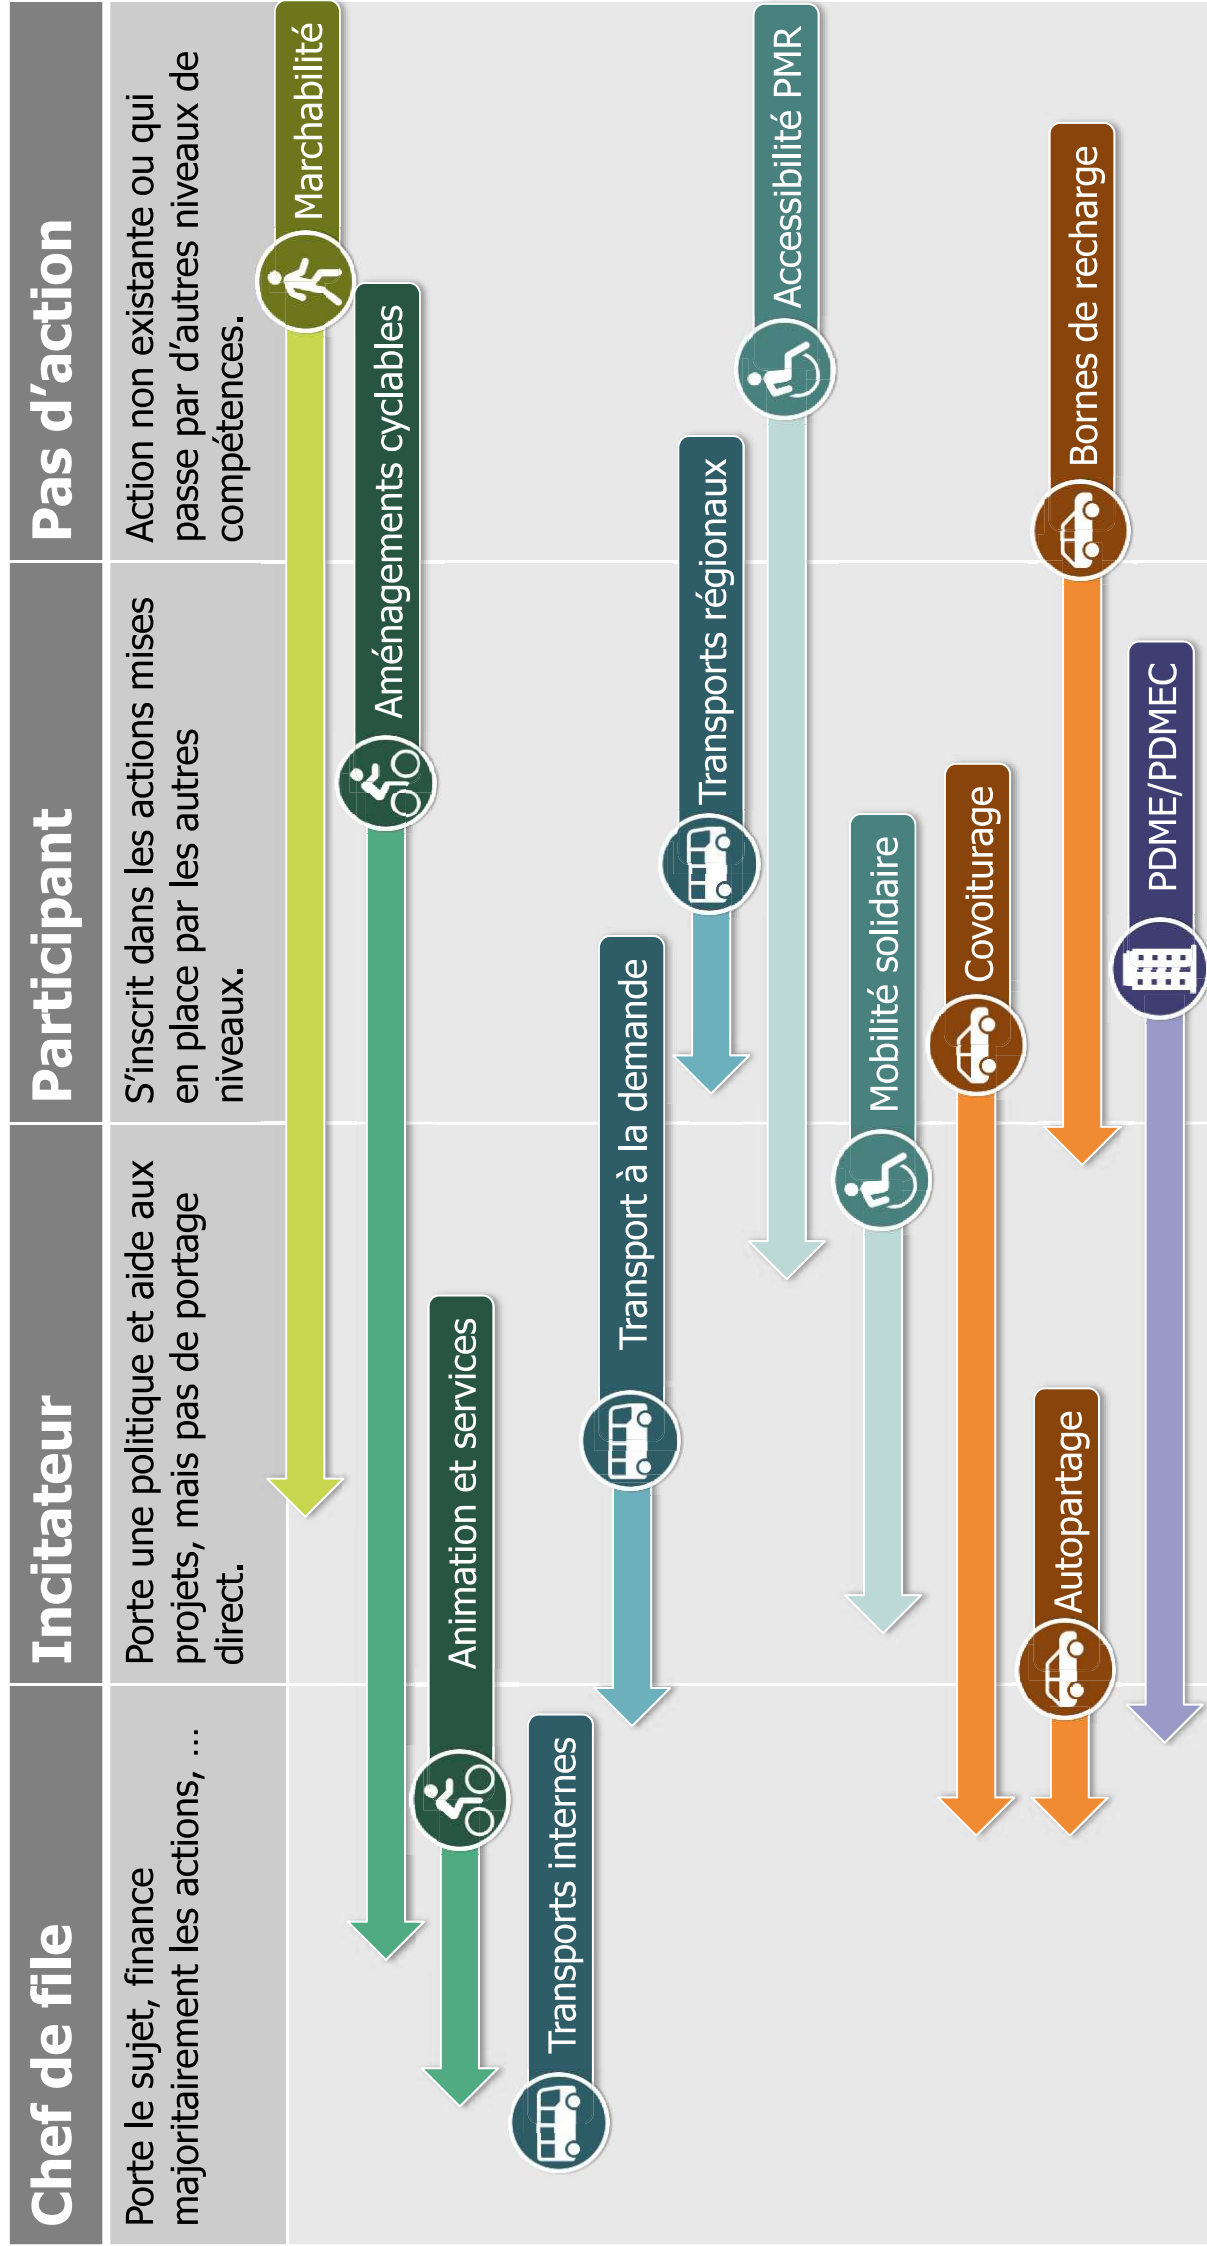 Chef de file
Incitateur
Participant
Pas d’action
Porte le sujet, finance
majoritairement les actions, …
Porte une politique et aide aux
projets, mais pas de portage
direct.
S’inscrit dans les actions mises
en place par les autres
niveaux.
Action non existante ou qui
passe par d’autres niveaux de
compétences.
Marchabilité
Aménagements cyclables
Animation et services
Transports internes
Transport à la demande
Transports régionaux
Accessibilité PMR
Mobilité solidaire
Covoiturage
Autopartage
Bornes de recharge
PDME/PDMEC